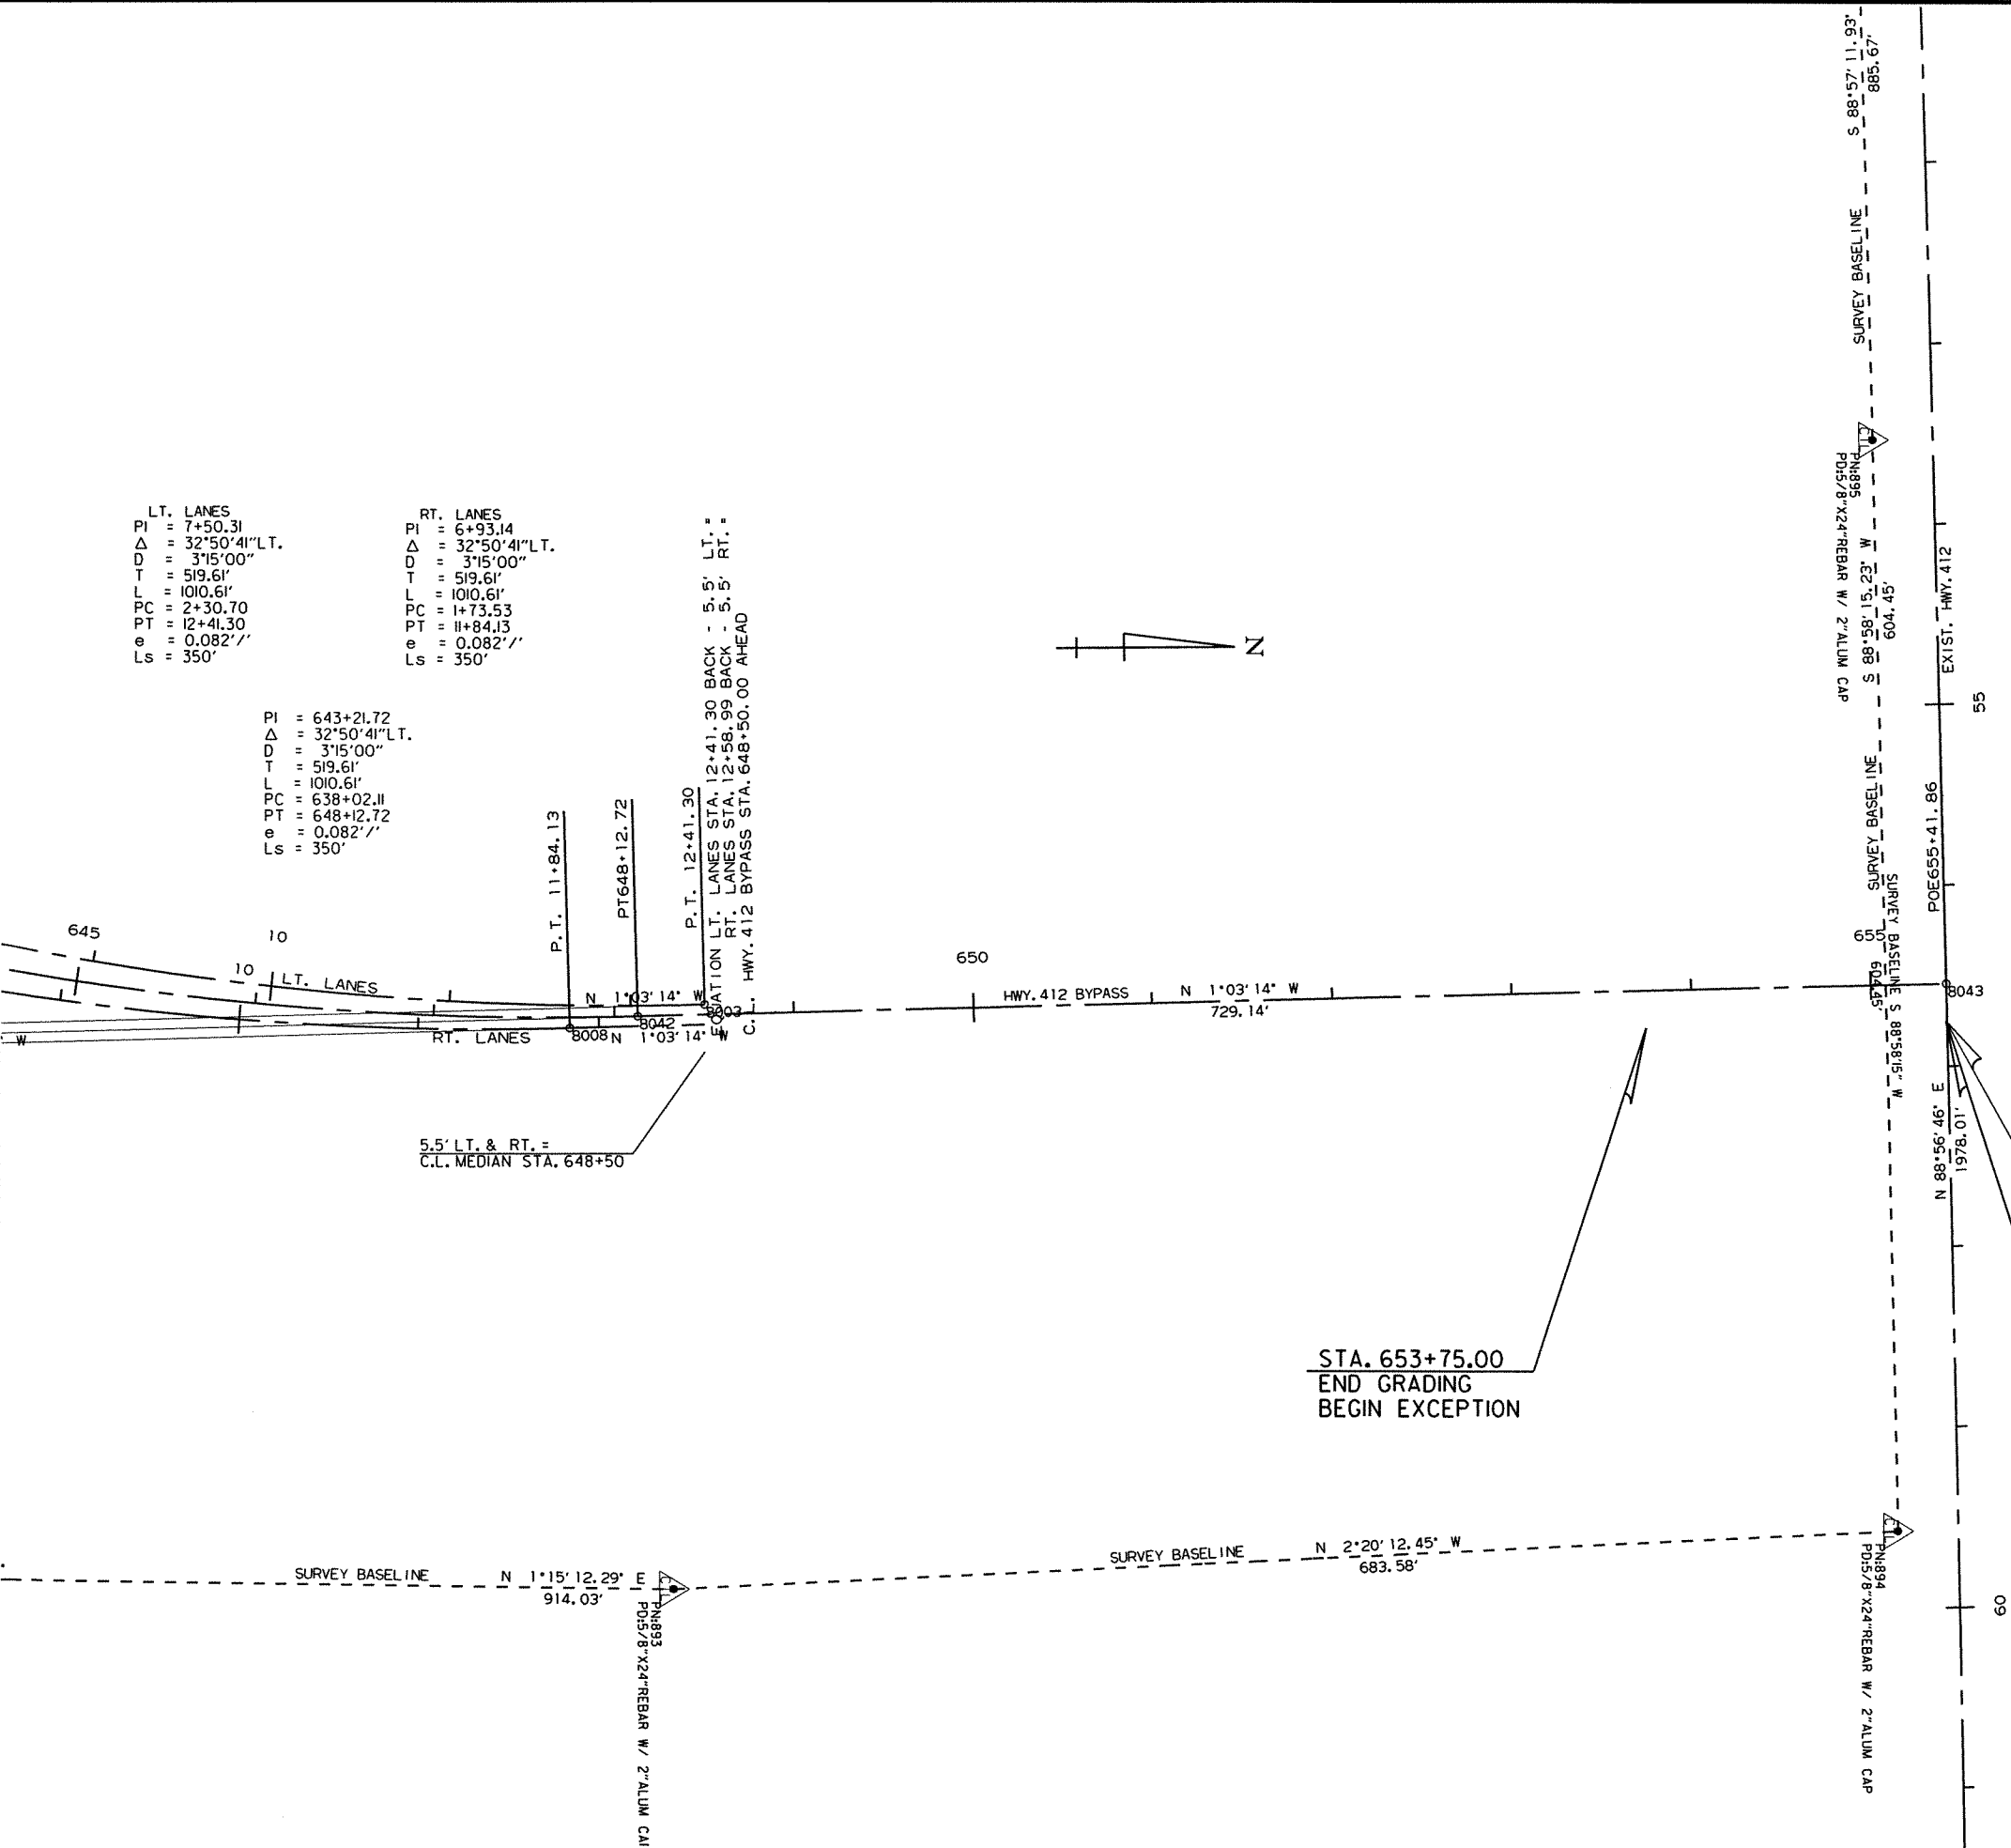 LT. LANES
PI = 7+50.31
Δ = 32°50'41"LT.
D = 3°15'00"
T = 519.61'
L = 1010.61'
PC = 2+30.70
PT = 12+41.30
e = 0.082'/'
Ls = 350'
RT. LANES
PI = 6+93.14
Δ = 32°50'41"LT.
D = 3°15'00"
T = 519.61'
L = 1010.61'
PC = 1+73.53
PT = 11+84.13
e = 0.082'/'
Ls = 350'
PI = 643+21.72
Δ = 32°50'41"LT.
D = 3°15'00"
T = 519.61'
L = 1010.61'
PC = 638+02.11
PT = 648+12.72
e = 0.082'/'
Ls = 350'
P.T. 11+84.13
PT648+12.72
P.T. 12+41.30
EQUATION LT. LANES STA. 12+41.30 BACK - 5.5' LT. =
RT. LANES STA. 12+58.99 BACK - 5.5' RT. =
C.L. HWY. 412 BYPASS STA. 648+50.00 AHEAD
N
645
10
10
LT. LANES
N 1°03'14" W
8003
8042
RT. LANES
8008
N 1°03'14" W
W
650
HWY. 412 BYPASS N 1°03'14" W
729.14'
655
8043
5.5' LT. & RT. =
C.L. MEDIAN STA. 648+50
STA. 653+75.00
END GRADING
BEGIN EXCEPTION
S 88°57'11.93"
885.67'
SURVEY BASELINE
CTL
PN:895
PD:5/8"X24"REBAR W/ 2"ALUM CAP
S 88°58'15.23" W
604.45'
SURVEY BASELINE
SURVEY BASELINE
SURVEY BASELINE S 88°58'15" W
604.45'
EXIST. HWY. 412
55
POE655+41.86
N 88°56'46" E
1978.01'
60
SURVEY BASELINE N 1°15'12.29" E
914.03'
CTL
PN:893
PD:5/8"X24"REBAR W/ 2"ALUM CAP
SURVEY BASELINE N 2°20'12.45" W
683.58'
CTL
PN:894
PD:5/8"X24"REBAR W/ 2"ALUM CAP